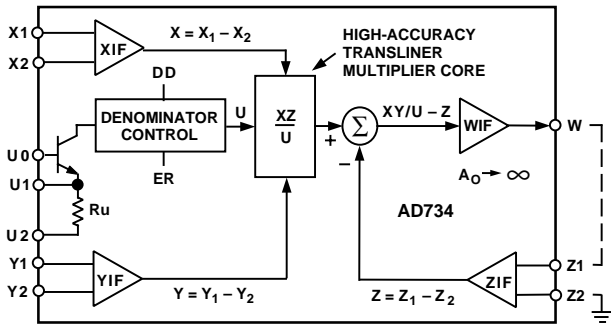 X1
X2
XIF
X = X1 – X2
HIGH-ACCURACY
TRANSLINER
MULTIPLIER CORE
DD
DENOMINATOR
CONTROL
U
XZ
U
+
Σ
–
XY/U – Z
WIF
W
A O → ∞
U0
U1
ER
Ru
U2
AD734
Y1
Y2
YIF
Y = Y1 – Y2
Z = Z1 – Z2
ZIF
Z1
Z2